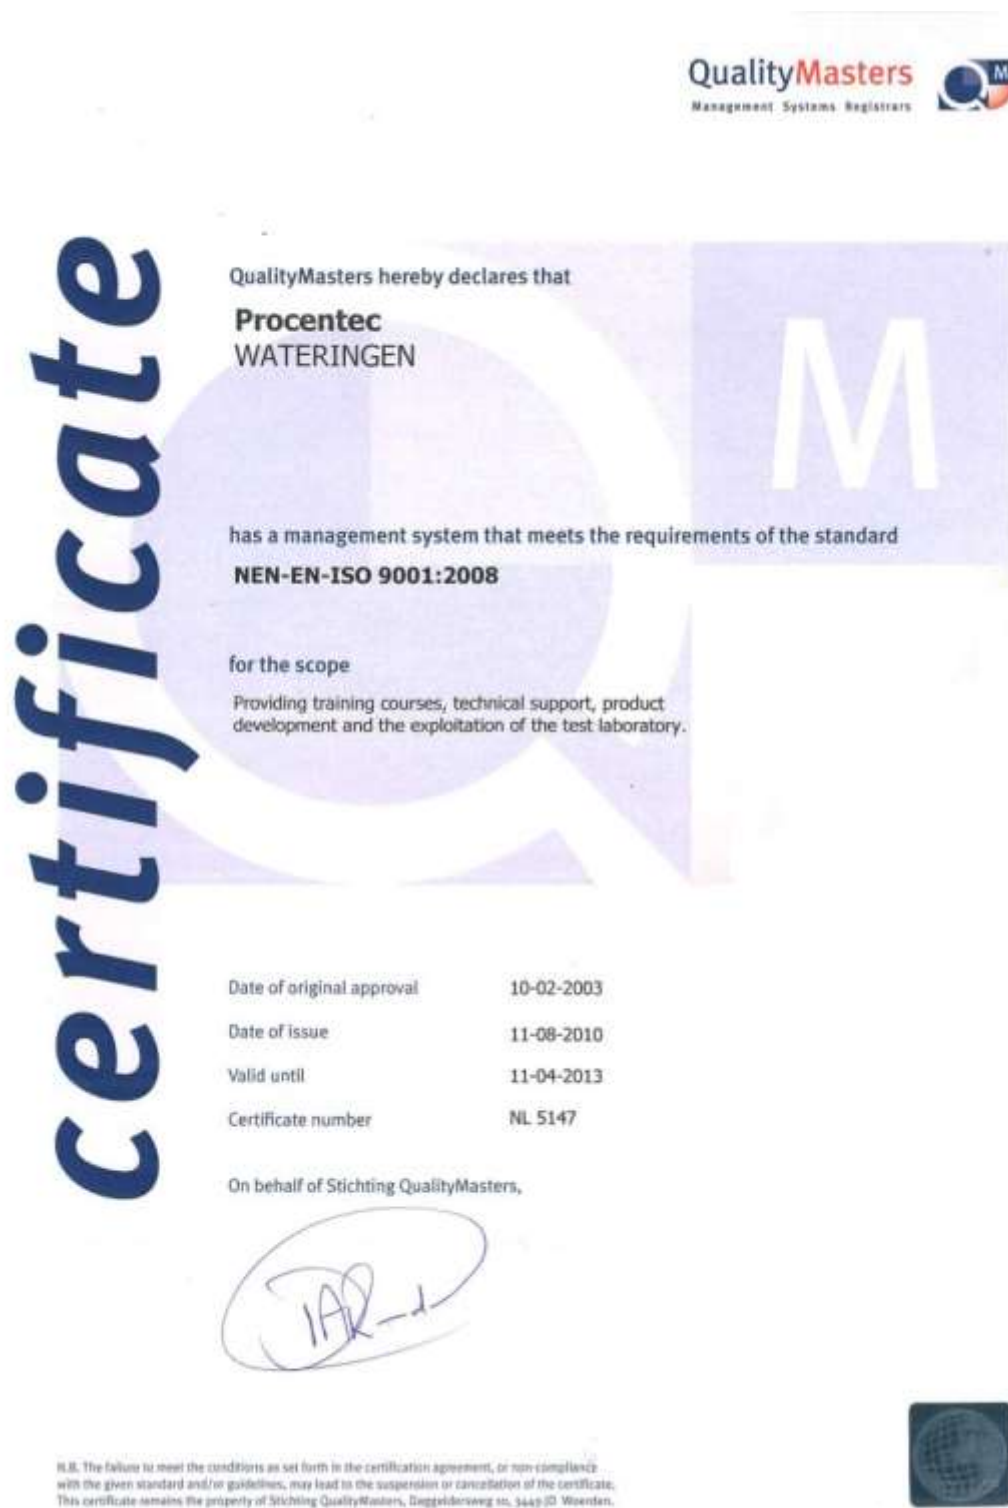 QualityMasters
Management Systems Registrars
M
certificate
QualityMasters hereby declares that
Procentec
WATERINGEN
M
has a management system that meets the requirements of the standard
NEN-EN-ISO 9001:2008
for the scope
Providing training courses, technical support, product
development and the exploitation of the test laboratory.
Date of original approval 10-02-2003
Date of issue 11-08-2010
Valid until 11-04-2013
Certificate number NL 5147
On behalf of Stichting QualityMasters,
N.B. The failure to meet the conditions as set forth in the certification agreement, or non-compliance
with the given standard and/or guidelines, may lead to the suspension or cancellation of the certificate.
This certificate remains the property of Stichting QualityMasters,